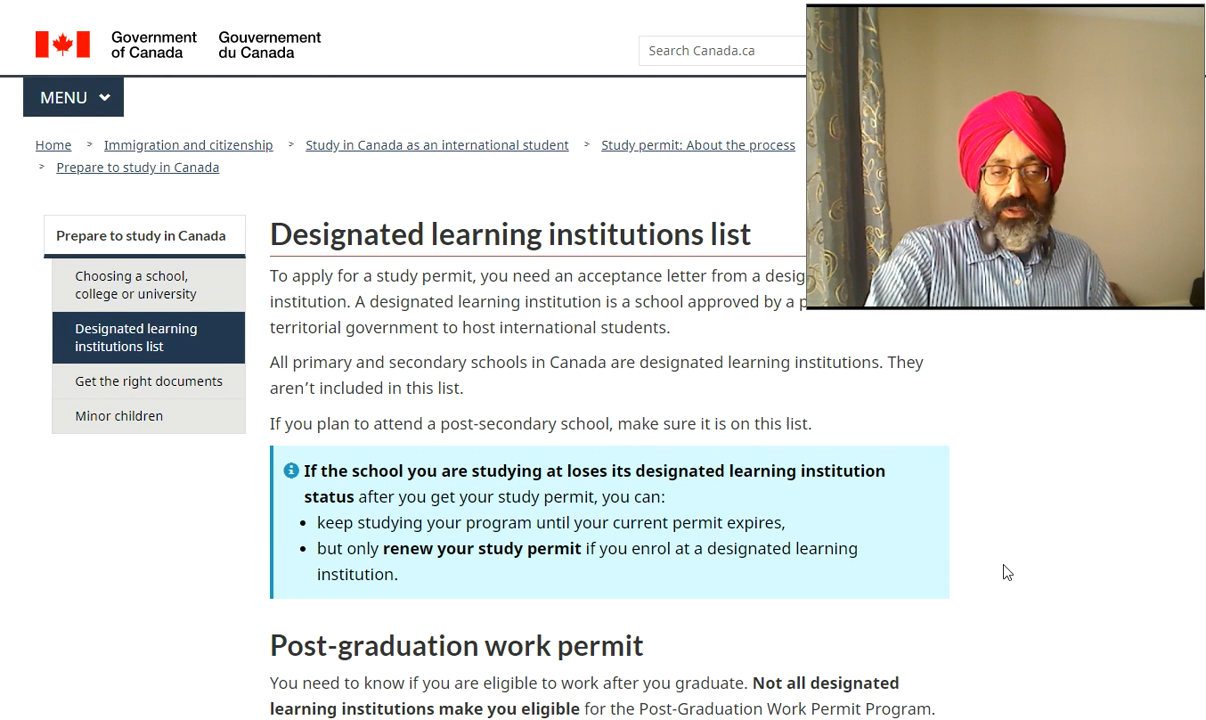 Government
of Canada
Gouvernement
du Canada
Search Canada.ca
MENU
Home > Immigration and citizenship > Study in Canada as an international student > Study permit: About the process
> Prepare to study in Canada
Prepare to study in Canada
Choosing a school,
college or university
Designated learning
institutions list
Get the right documents
Minor children
Designated learning institutions list
To apply for a study permit, you need an acceptance letter from a
institution. A designated learning institution is a school approved by a
territorial government to host international students.
All primary and secondary schools in Canada are designated learning institutions. They
aren’t included in this list.
If you plan to attend a post-secondary school, make sure it is on this list.
If the school you are studying at loses its designated learning institution
status after you get your study permit, you can:
• keep studying your program until your current permit expires,
• but only renew your study permit if you enrol at a designated learning
institution.
Post-graduation work permit
You need to know if you are eligible to work after you graduate. Not all designated
learning institutions make you eligible for the Post-Graduation Work Permit Program.